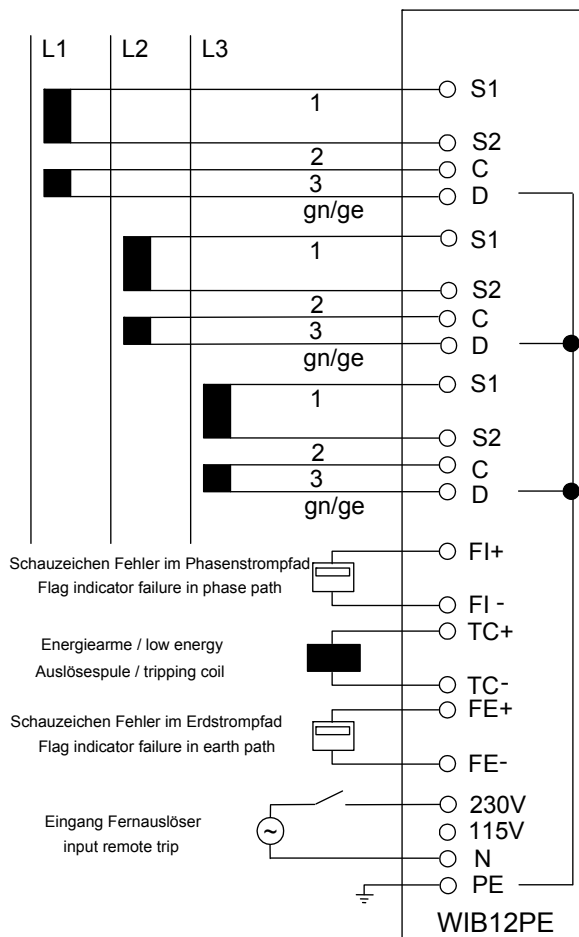 L1 L2 L3
1 S1
S2
2 C
3 D
gn/ge
1 S1
S2
2 C
3 D
gn/ge
1 S1
S2
2 C
3 D
gn/ge
Schauzeichen Fehler im Phasenstrompfad FI+
Flag indicator failure in phase path
FI -
Energiearme / low energy TC+
Auslösespule / tripping coil
TC-
Schauzeichen Fehler im Erdstrompfad FE+
Flag indicator failure in earth path
FE-
230V
Eingang Fernauslöser
~ 115V
input remote trip N
PE
WIB12PE